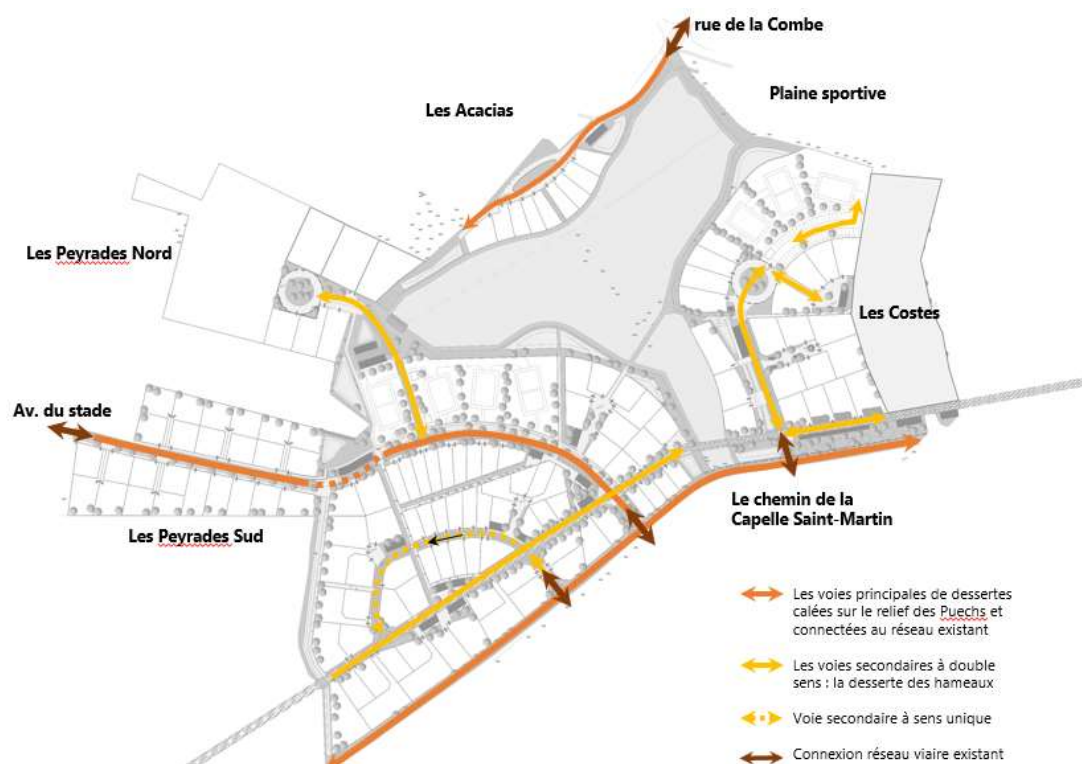 rue de la Combe
Plaine sportive
Les Acacias
Les Peyrades Nord
Les Costes
Av. du stade
Le chemin de la
Capelle Saint-Martin
Les Peyrades Sud
Les voies principales de dessertes
calées sur le relief des Puechs et
connectées au réseau existant
Les voies secondaires à double
sens : la desserte des hameaux
Voie secondaire à sens unique
Connexion réseau viaire existant